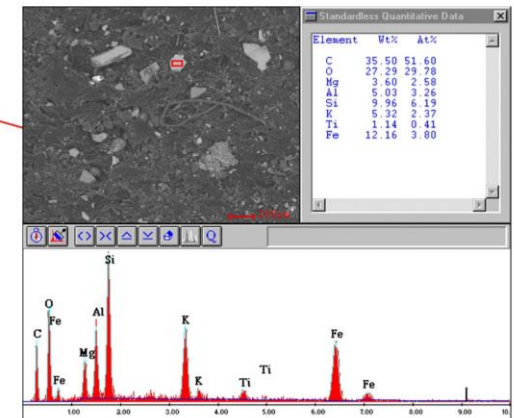 Standardless Quantitative Data
Element Wt% At%
C 35.50 51.60
O 27.29 29.78
Mg 3.60 2.58
Al 5.03 3.26
Si 9.96 6.19
K 5.32 2.37
Ti 1.14 0.41
Fe 12.16 3.80
Q
Si
O
Fe
Al
C
K
Fe
Mg
Fe
K
Ti
Ti
Fe
1.00 2.00 3.00 4.00 5.00 6.00 7.00 8.00 9.00